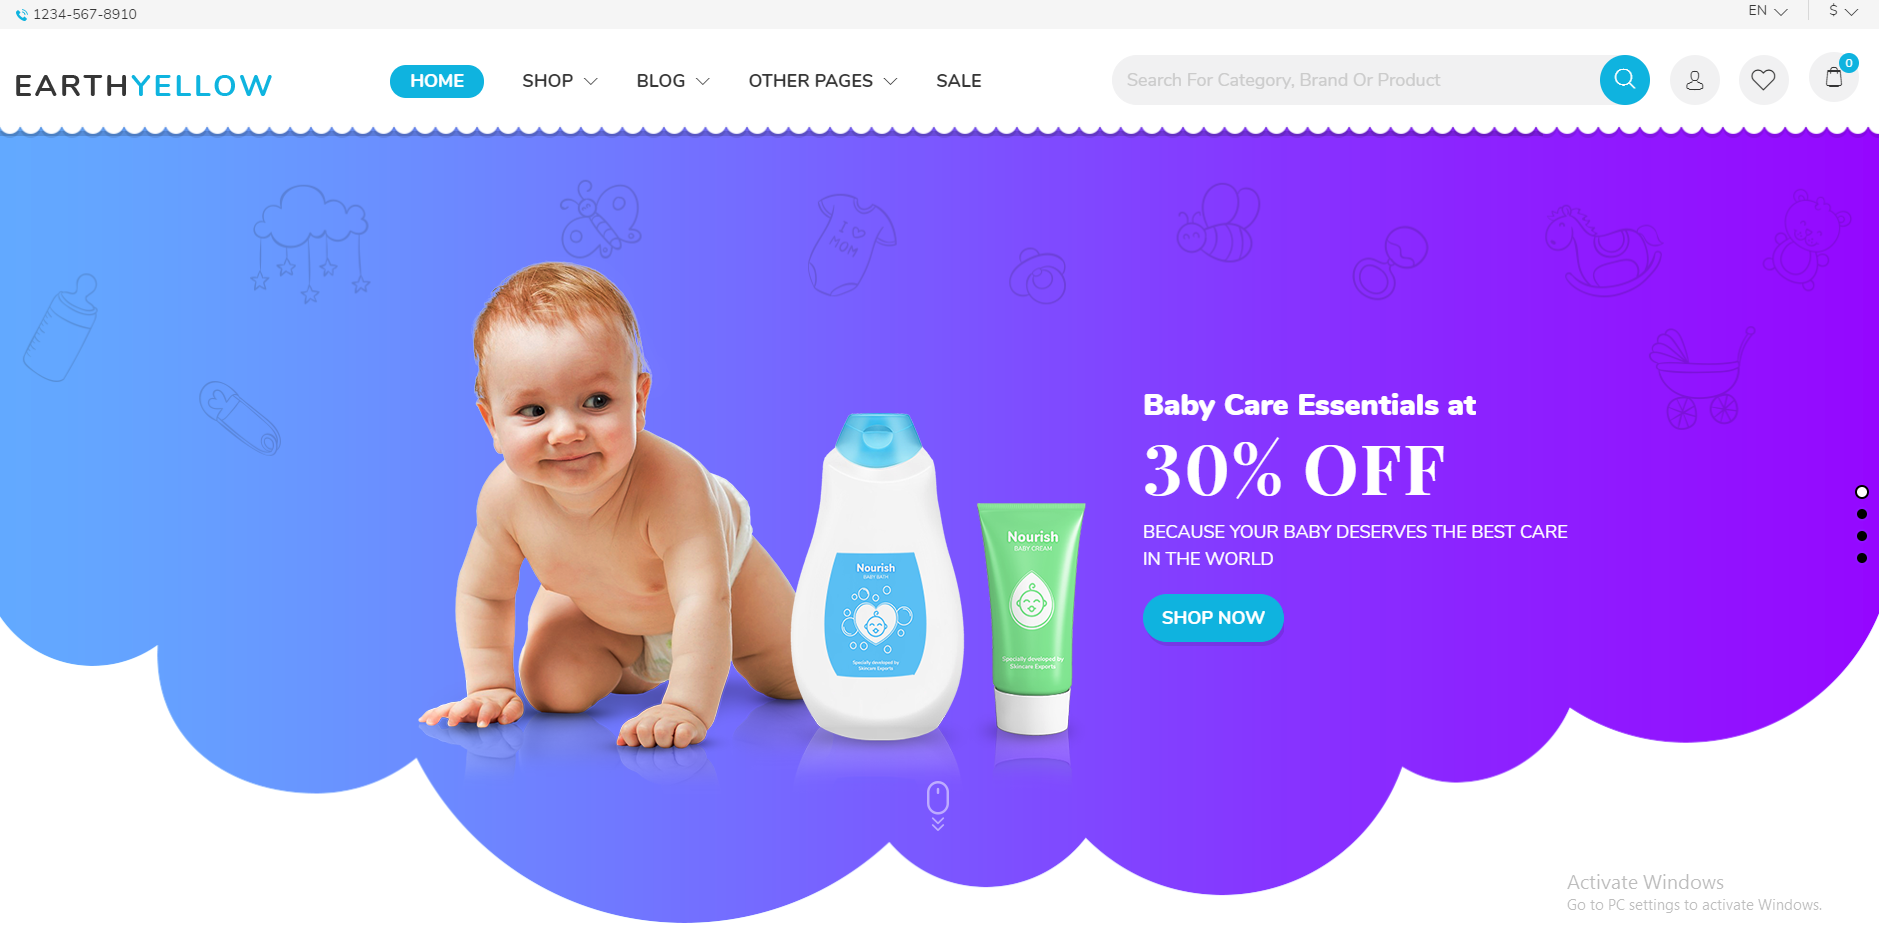 1234-567-8910
EN
$
EARTHYELLOW
HOME
SHOP
BLOG
OTHER PAGES
SALE
Search For Category, Brand Or Product
0
I
MOM
Baby Care Essentials at
30% OFF
BECAUSE YOUR BABY DESERVES THE BEST CARE
IN THE WORLD
SHOP NOW
Nourish
BABY BATH
Specially developed by
Skincare Experts
Nourish
BABY CREAM
Specially developed by
Skincare Experts
Activate Windows
Go to PC settings to activate Windows.